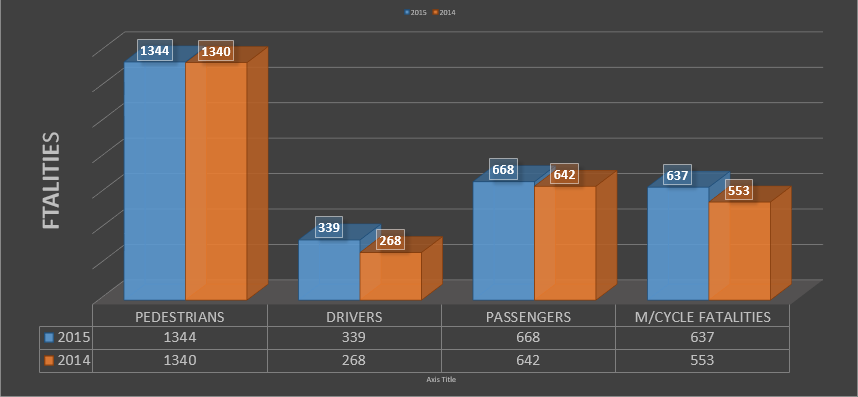 2015 2014
1344 1340
668 642
637 553
339 268
FTALITIES
PEDESTRIANS DRIVERS PASSENGERS M/CYCLE FATALITIES
2015 1344 339 668 637
2014 1340 268 642 553
Axis Title